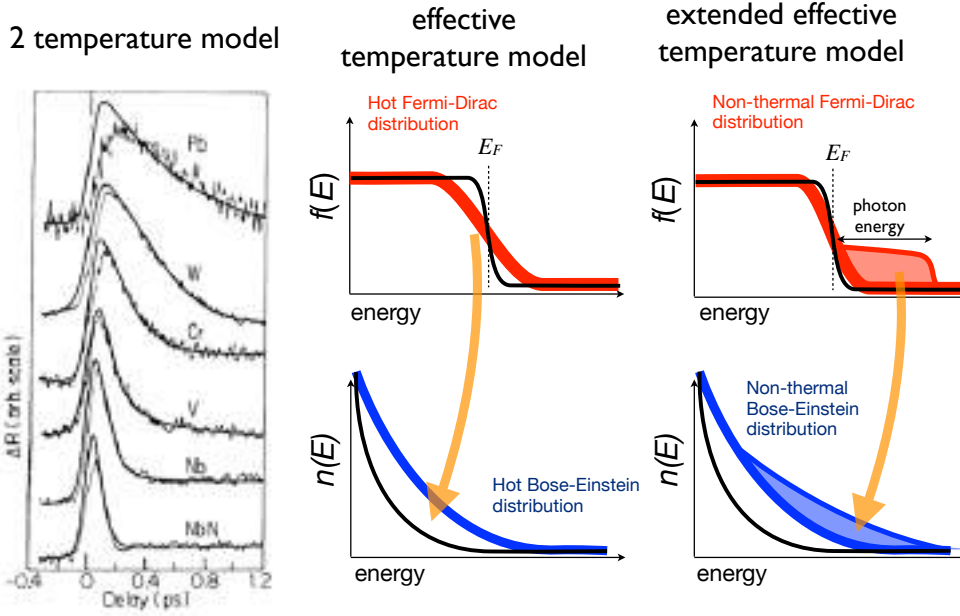 2 temperature model
Pb
W
Cr
V
Nb
NbN
ΔR (arb. scale)
-0.4
0
0.4
0.8
1.2
Delay (ps)
effective
temperature model
Hot Fermi-Dirac
distribution
E_F
f(E)
energy
n(E)
Hot Bose-Einstein
distribution
energy
extended effective
temperature model
Non-thermal Fermi-Dirac
distribution
E_F
photon
energy
f(E)
energy
Non-thermal
Bose-Einstein
distribution
n(E)
energy